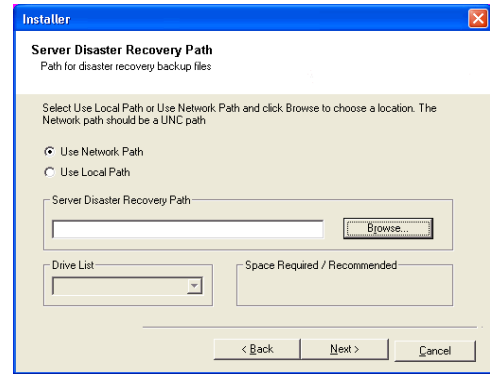 Installer
Server Disaster Recovery Path
Path for disaster recovery backup files
Select Use Local Path or Use Network Path and click Browse to choose a location. The
Network path should be a UNC path
Use Network Path
Use Local Path
Server Disaster Recovery Path
Browse...
Drive List
Space Required / Recommended
< Back
Next >
Cancel